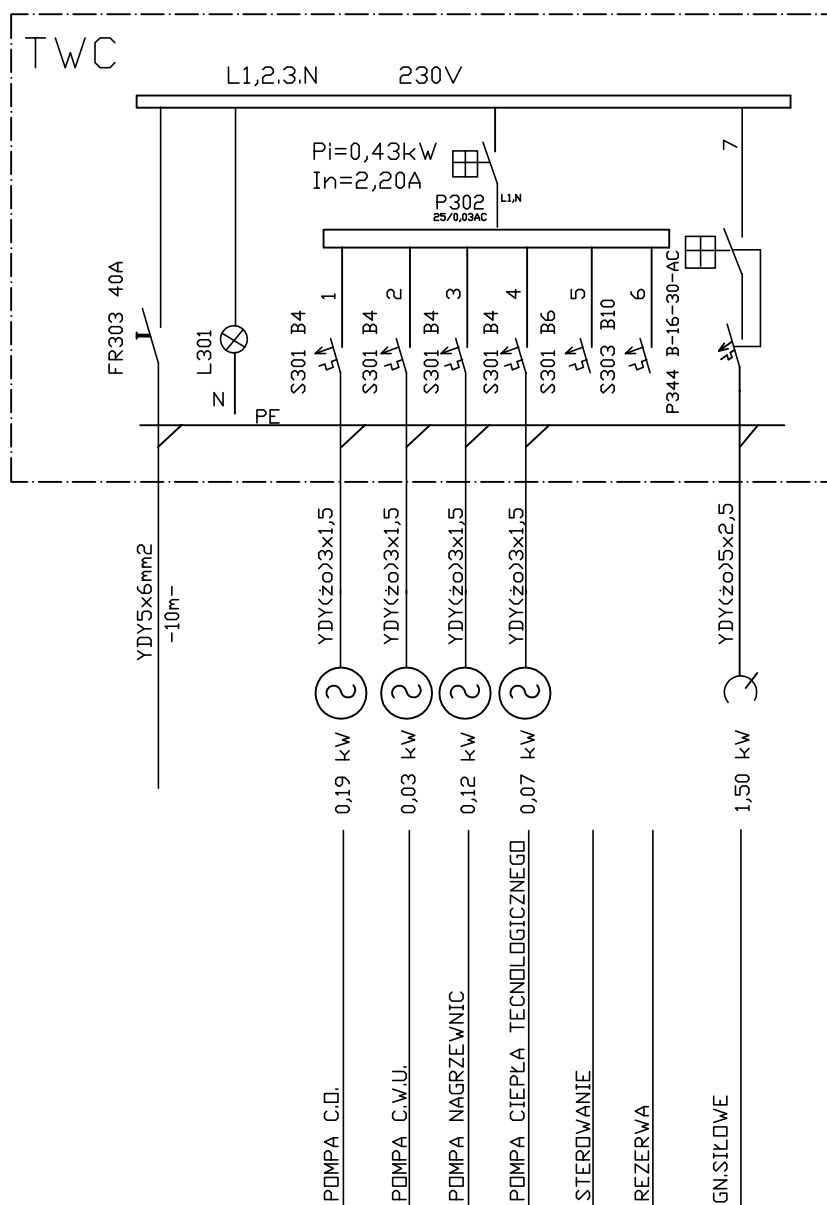 TWC
L1,2.3.N 230V
Pi=0,43kW
In=2,20A
P302
25/0,03AC
L1,N
7
FR303 40A
L301
N
PE
1
S301 B4
2
S301 B4
3
S301 B4
4
S301 B4
5
S301 B6
6
S303 B10
P344 B-16-30-AC
YDY5x6mm2
-10m-
YDY(żo)3x1,5
YDY(żo)3x1,5
YDY(żo)3x1,5
YDY(żo)3x1,5
YDY(żo)5x2,5
0,19 kW
0,03 kW
0,12 kW
0,07 kW
1,50 kW
POMPA C.O.
POMPA C.W.U.
POMPA NAGRZEWNIC
POMPA CIEPŁA TECNOLOGICZNEGO
STEROWANIE
REZERWA
GN.SIŁOWE